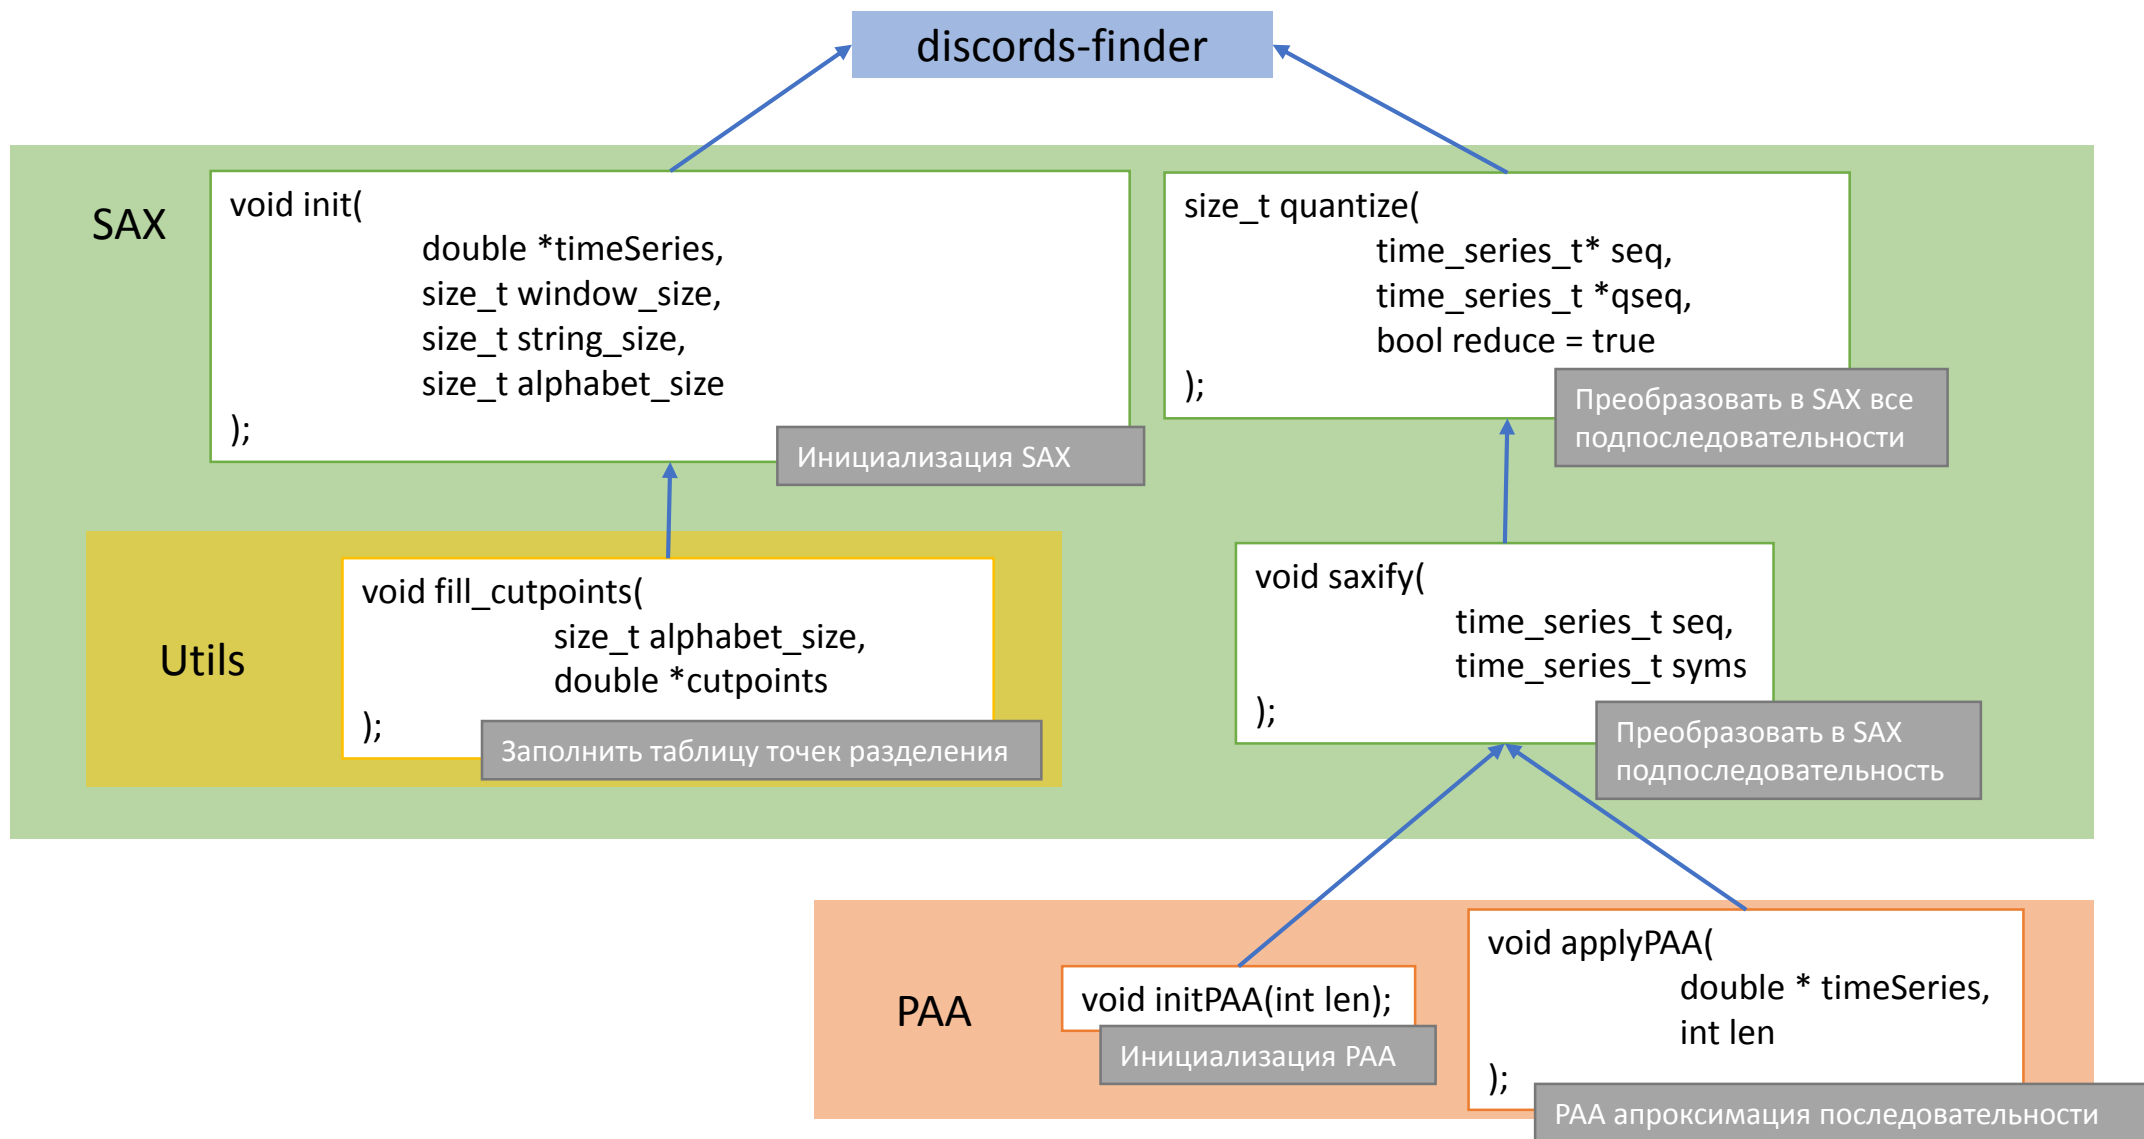 discords-finder
SAX
void init(
double *timeSeries,
size_t window_size,
size_t string_size,
size_t alphabet_size
);
Инициализация SAX
size_t quantize(
time_series_t* seq,
time_series_t *qseq,
bool reduce = true
);
Преобразовать в SAX все
подпоследовательности
Utils
void fill_cutpoints(
size_t alphabet_size,
double *cutpoints
);
Заполнить таблицу точек разделения
void saxify(
time_series_t seq,
time_series_t syms
);
Преобразовать в SAX
подпоследовательность
PAA
void initPAA(int len);
Инициализация PAA
void applyPAA(
double * timeSeries,
int len
);
PAA апроксимация последовательности